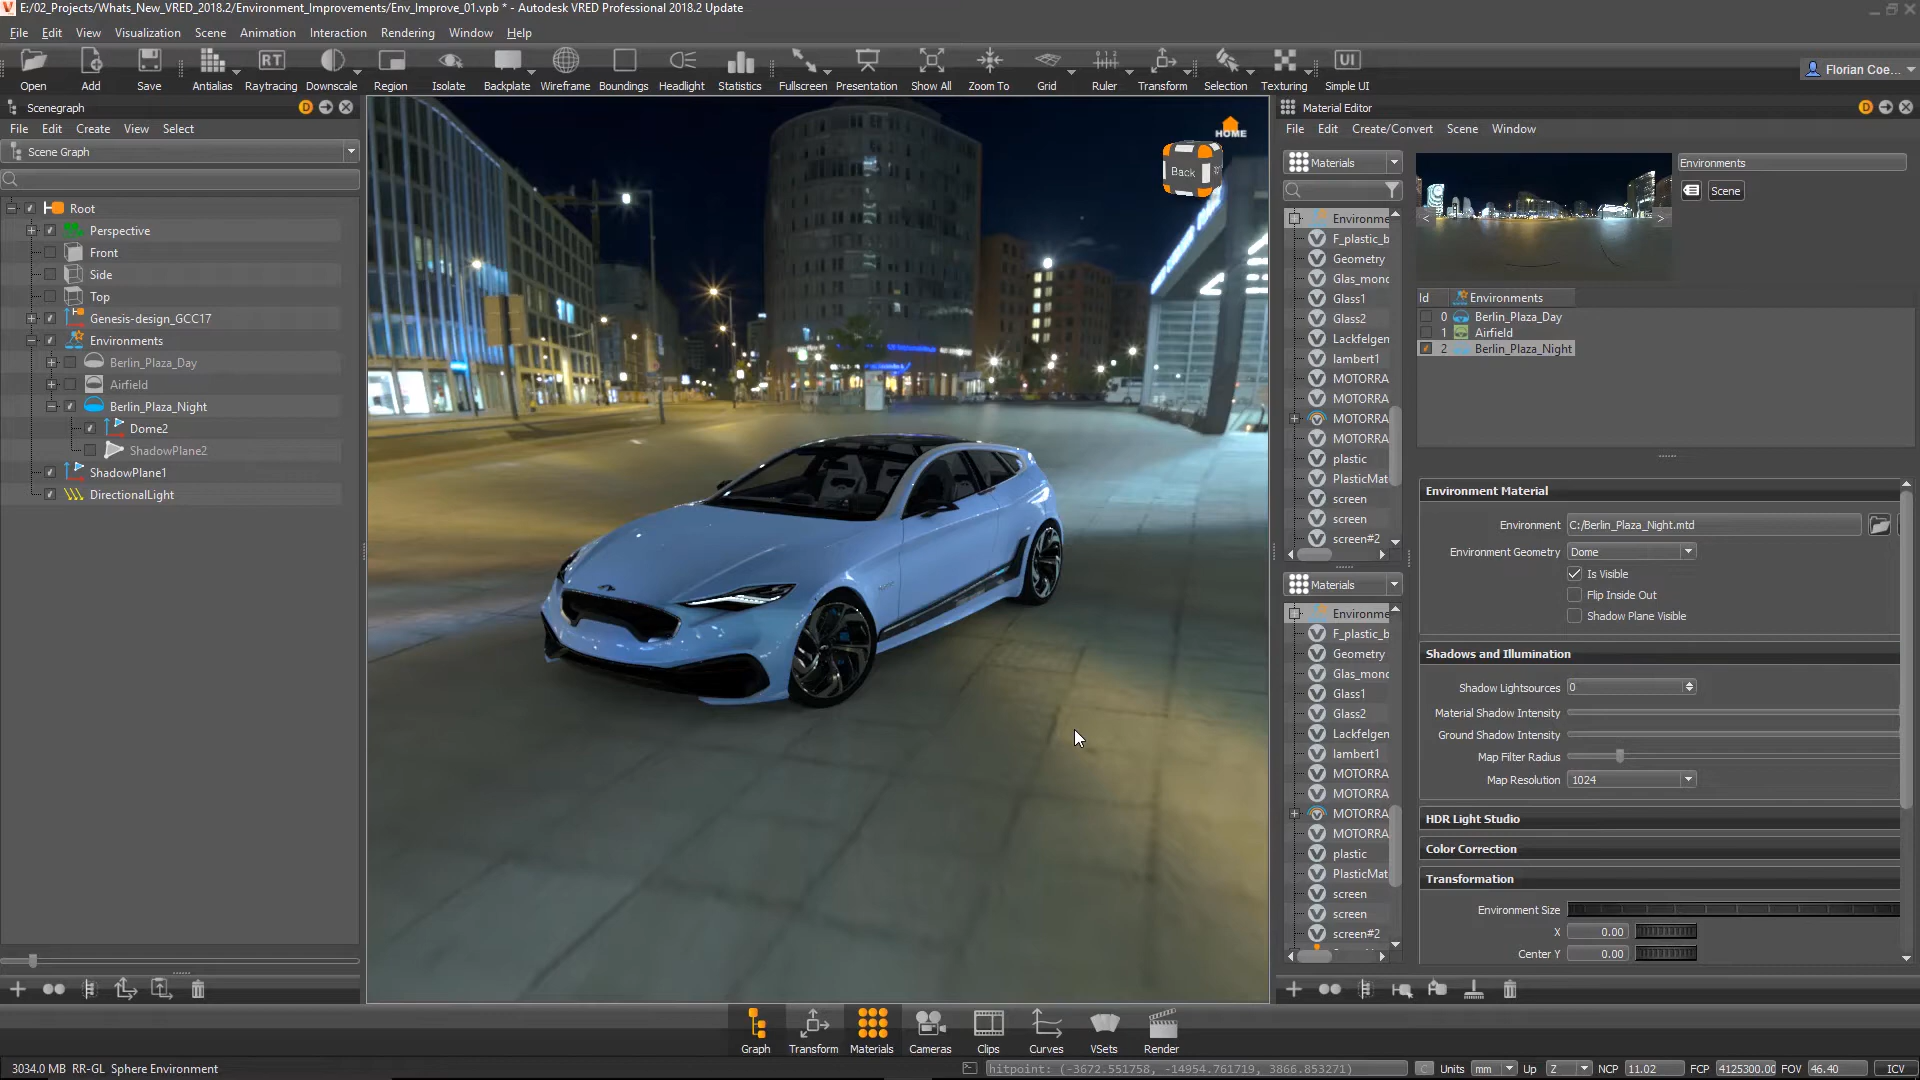 E:/02_Projects/Whats_New_VRED_2018.2/Environment_Improvements/Env_Improve_01.vpb * - Autodesk VRED Professional 2018.2 Update
File Edit View Visualization Scene Animation Interaction Rendering Window Help
Open Add Save Antialias Raytracing Downscale Region Isolate Backplate Wireframe Boundings Headlight Statistics Fullscreen Presentation Show All Zoom To Grid Ruler Transform Selection Texturing Simple UI
Florian Coe...
Scenegraph
File Edit Create View Select
Scene Graph
Root
Perspective
Front
Side
Top
Genesis-design_GCC17
Environments
Berlin_Plaza_Day
Airfield
Berlin_Plaza_Night
Dome2
ShadowPlane2
ShadowPlane1
DirectionalLight
HOME
Back
Material Editor
File Edit Create/Convert Scene Window
Materials
Environme
F_plastic_b
Geometry
Glas_mono
Glass1
Glass2
Lackfelgen
lambert1
MOTORRA
MOTORRA
MOTORRA
MOTORRA
plastic
PlasticMat
screen
screen
screen#2
Materials
Environme
F_plastic_b
Geometry
Glas_mono
Glass1
Glass2
Lackfelgen
lambert1
MOTORRA
MOTORRA
MOTORRA
MOTORRA
plastic
PlasticMat
screen
screen
screen#2
Environments
Scene
Id Environments
0 Berlin_Plaza_Day
1 Airfield
2 Berlin_Plaza_Night
Environment Material
Environment C:/Berlin_Plaza_Night.mtd
Environment Geometry Dome
Is Visible
Flip Inside Out
Shadow Plane Visible
Shadows and Illumination
Shadow Lightsources 0
Material Shadow Intensity
Ground Shadow Intensity
Map Filter Radius
Map Resolution 1024
HDR Light Studio
Color Correction
Transformation
Environment Size
X 0.00
Center Y 0.00
Graph Transform Materials Cameras Clips Curves VSets Render
3034.0 MB RR-GL Sphere Environment
hitpoint: (-3672.551758, -14954.761719, 3866.853271)
Units mm Up Z NCP 11.02 FCP 4125300.00 FOV 46.40 ICV